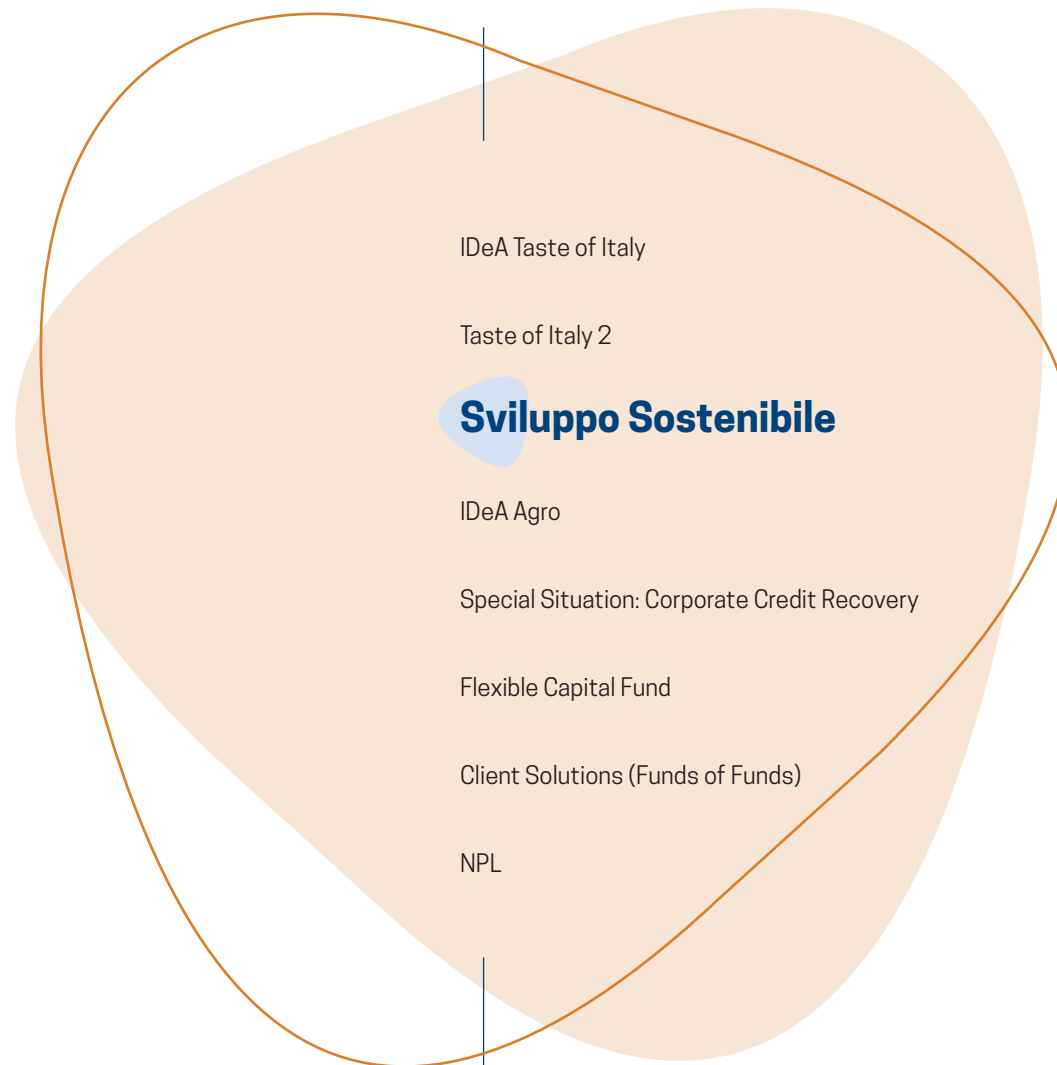 IDeA Taste of Italy
Taste of Italy 2
Sviluppo Sostenibile
IDeA Agro
Special Situation: Corporate Credit Recovery
Flexible Capital Fund
Client Solutions (Funds of Funds)
NPL